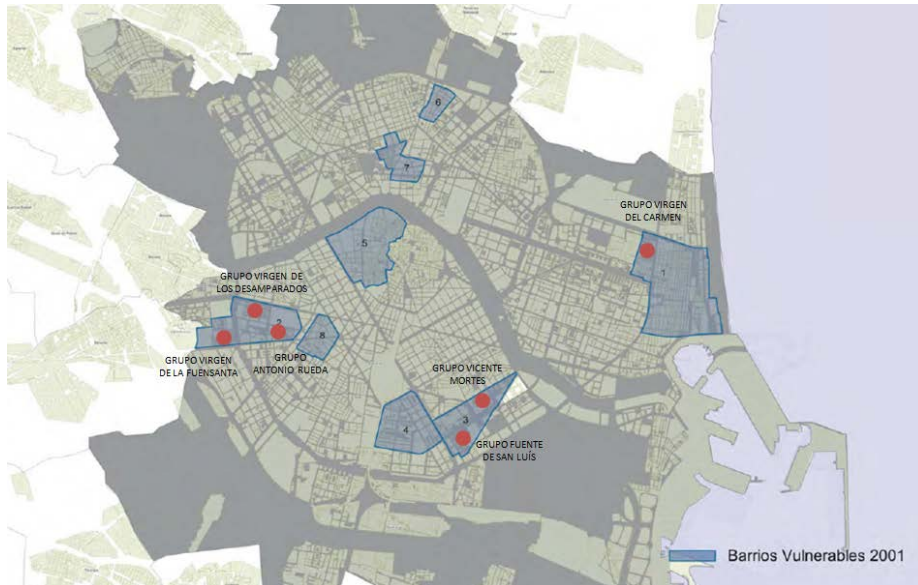 6
7
GRUPO VIRGEN
DEL CARMEN
5
1
GRUPO VIRGEN DE
LOS DESAMPARADOS
2
8
GRUPO VIRGEN
DE LA FUENSANTA
GRUPO
ANTONIO RUEDA
GRUPO VICENTE
MORTES
4
3
GRUPO FUENTE
DE SAN LUÍS
Barrios Vulnerables 2001